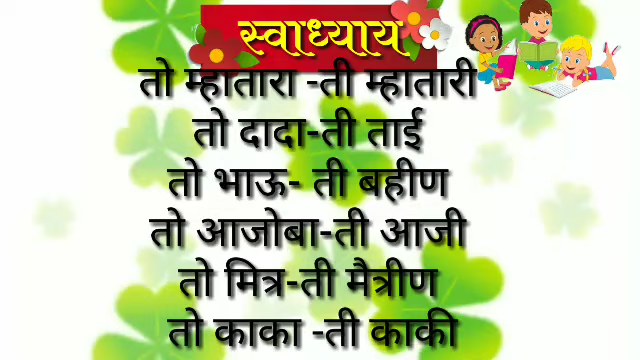 स्वाध्याय
तो म्हातारा -ती म्हातारी
तो दादा-ती ताई
तो भाऊ- ती बहीण
तो आजोबा-ती आजी
तो मित्र-ती मैत्रीण
तो काका -ती काकी